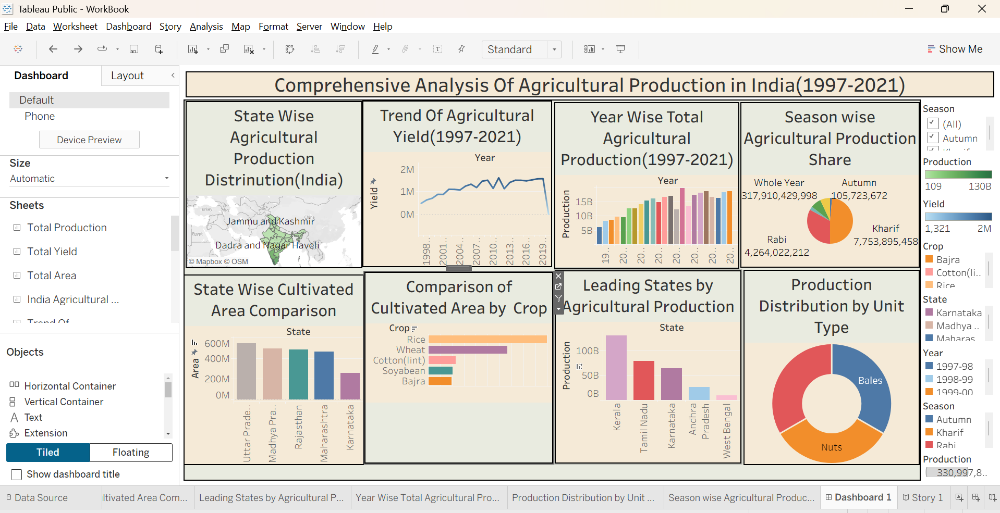 Tableau Public - WorkBook
File Data Worksheet Dashboard Story Analysis Map Format Server Window Help
Standard
Show Me
Dashboard
Layout
Default
Phone
Device Preview
Size
Automatic
Sheets
Total Production
Total Yield
Total Area
India Agricultural ...
Trend Of
Objects
Horizontal Container
Vertical Container
Text
Extension
Tiled
Floating
Show dashboard title
Comprehensive Analysis Of Agricultural Production in India(1997-2021)
State Wise
Agricultural
Production
Distrinution(India)
Turkey
China
Egypt
Jammu and Kashmir
Dadra and Nagar Haveli
© Mapbox © OSM
Trend Of Agricultural
Yield(1997-2021)
Year
Yield
2M
1M
0M
1998..
2001..
2004..
2007..
2010..
2013..
2016..
2019..
Year Wise Total
Agricultural
Production(1997-2021)
Year
Production
15B
10B
5B
19..
20..
20..
20..
20..
20..
20..
20..
Season wise
Agricultural Production
Share
Whole Year
317,910,429,998
Autumn
105,723,672
Kharif
7,753,895,458
Rabi
4,264,022,212
State Wise Cultivated
Area Comparison
State
Area
600M
400M
200M
0M
Uttar Prade..
Madhya Pra..
Rajasthan
Maharashtra
Karnataka
Comparison of
Cultivated Area by Crop
Crop
Rice
Wheat
Cotton(lint)
Soyabean
Bajra
Leading States by
Agricultural Production
State
Production
100B
50B
0B
Kerala
Tamil Nadu
Karnataka
Andhra
Pradesh
West Bengal
Production
Distribution by Unit
Type
Bales
Nuts
Season
(All)
Autumn
Kharif
Production
109 130B
Yield
1,321 2M
Crop
Bajra
Cotton(li..
Rice
State
Karnataka
Madhya ..
Maharas
Year
1997-98
1998-99
1999-00
Season
Autumn
Kharif
Rabi
Production
330,997,8..
Data Source
ltivated Area Com...
Leading States by Agricultural P...
Year Wise Total Agricultural Pro...
Production Distribution by Unit ...
Season wise Agricultural Produc...
Dashboard 1
Story 1